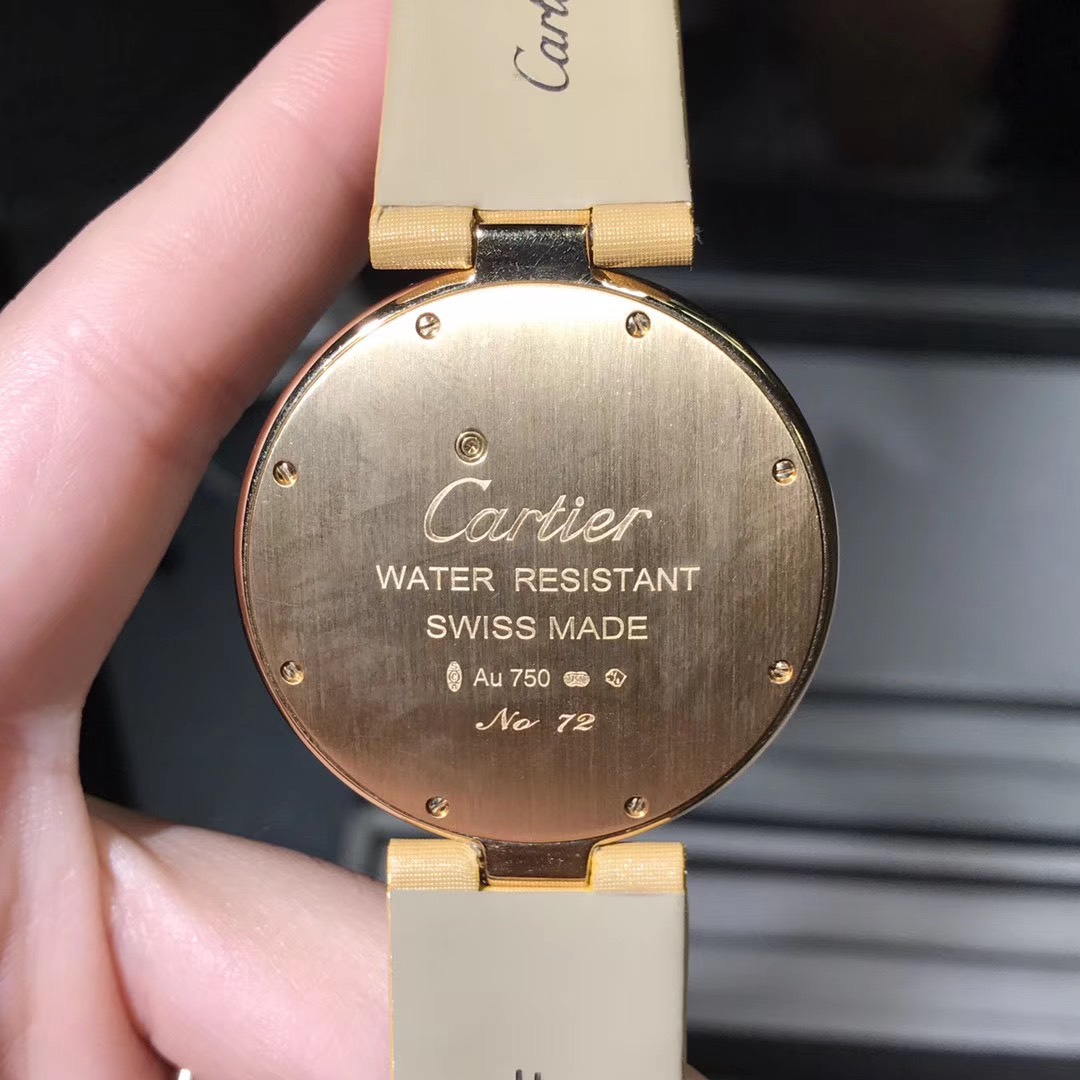 Cartier
WATER RESISTANT
SWISS MADE
Au 750
No 72